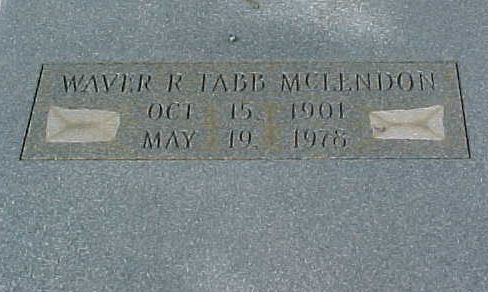 WAVER R TABB MCLENDON
OCT 15 1901
MAY 19 1978